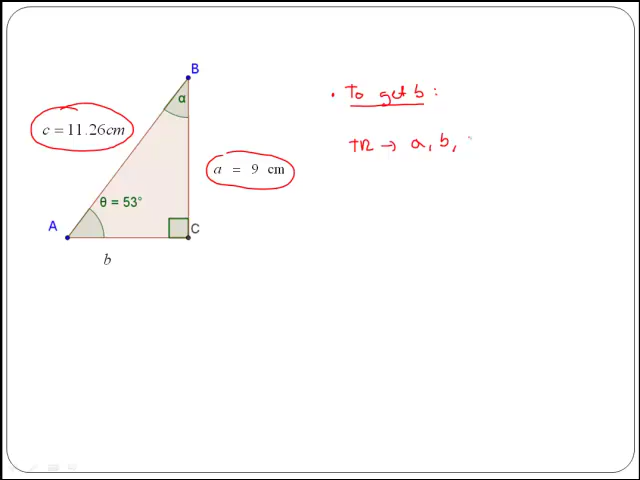 B
α
c = 11.26cm
a = 9 cm
θ = 53°
A
C
b
• To get b :
TR → a, b,